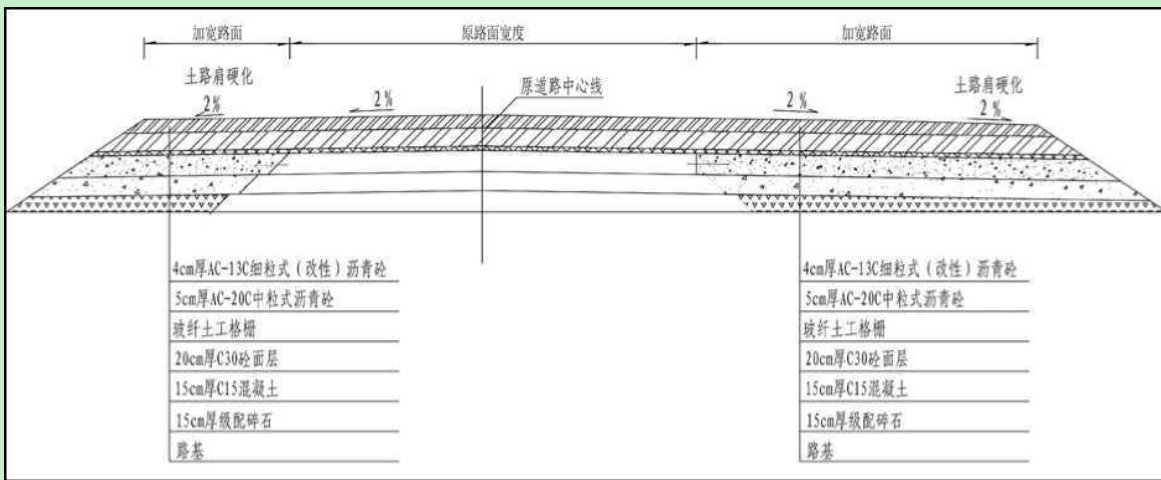 加宽路面
原路面宽度
加宽路面
土路肩硬化
2%
2%
原道路中心线
2%
土路肩硬化
2%
4cm厚AC-13C细粒式（改性）沥青砼
5cm厚AC-20C中粒式沥青砼
玻纤土工格栅
20cm厚C30砼面层
15cm厚C15混凝土
15cm厚级配碎石
路基
4cm厚AC-13C细粒式（改性）沥青砼
5cm厚AC-20C中粒式沥青砼
玻纤土工格栅
20cm厚C30砼面层
15cm厚C15混凝土
15cm厚级配碎石
路基